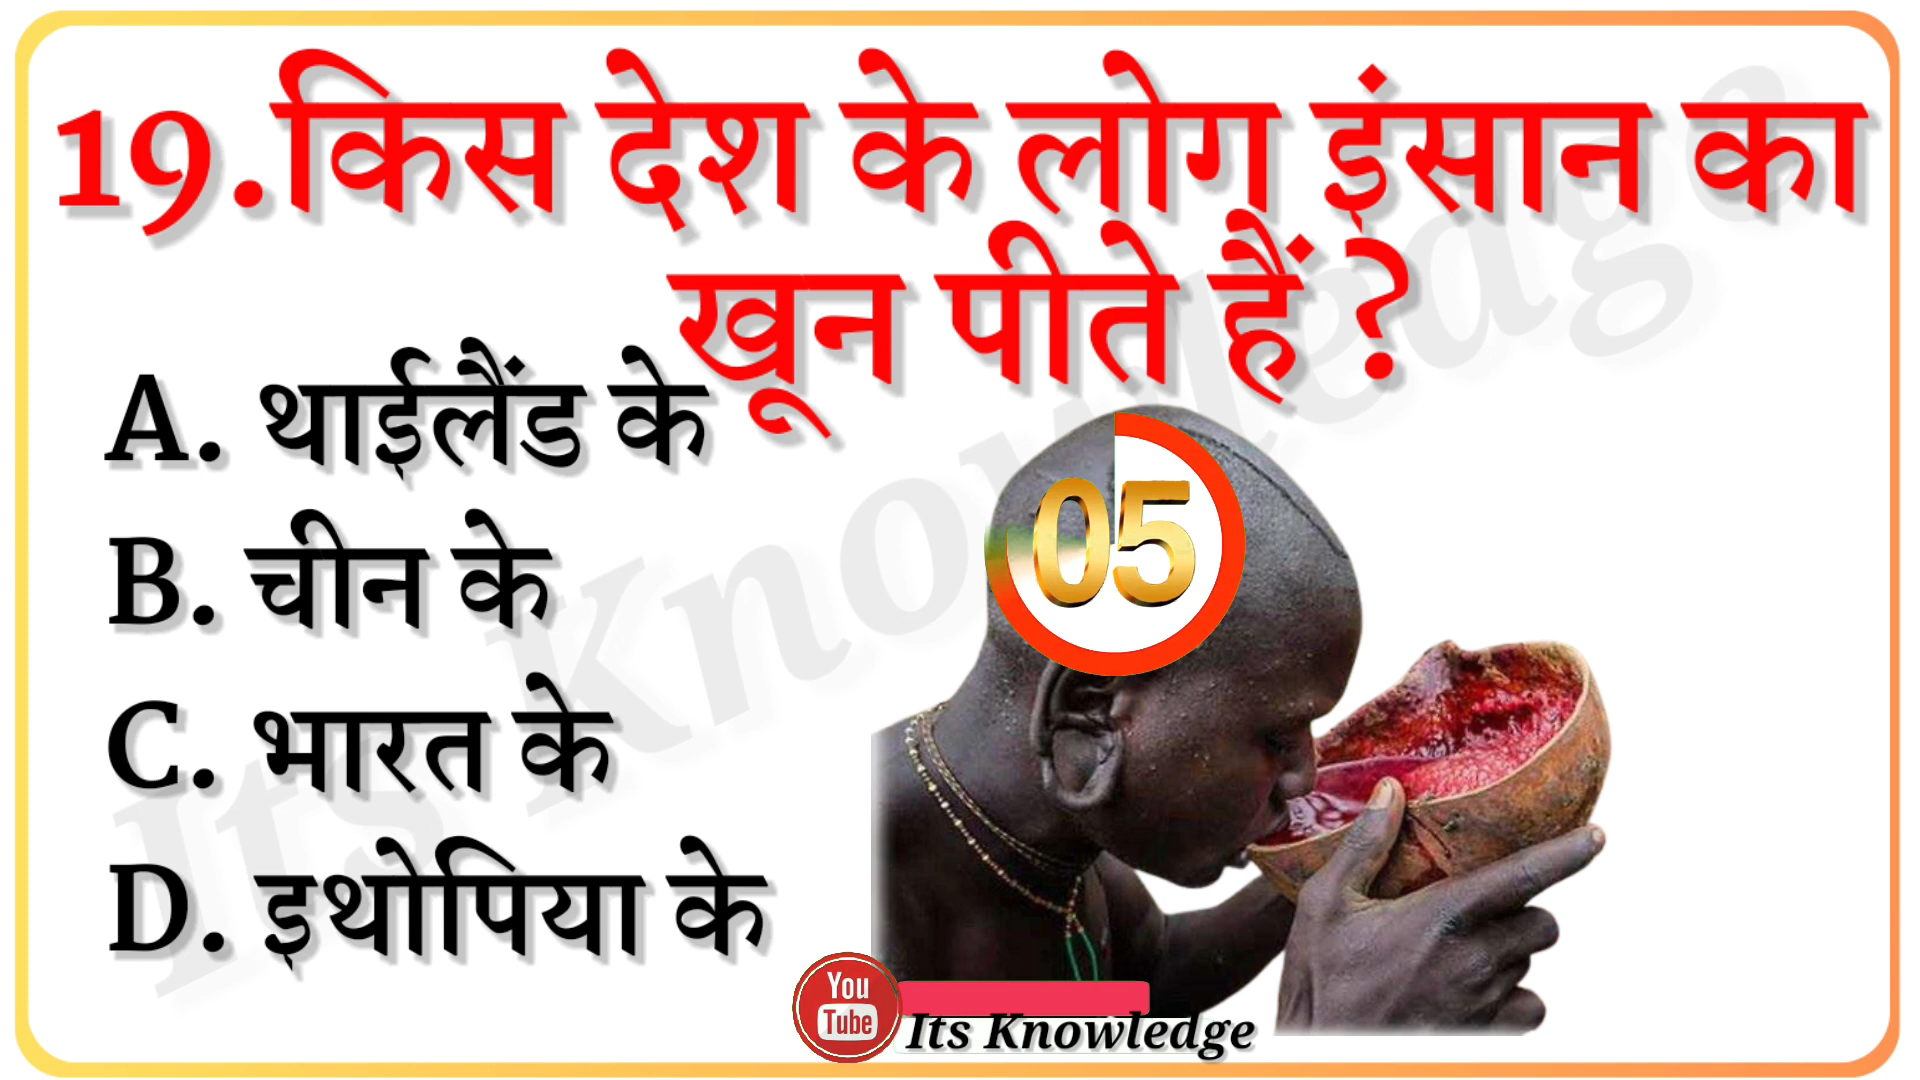 19.किस देश के लोग इंसान का
खून पीते हैं ?
A. थाईलैंड के
B. चीन के
C. भारत के
D. इथोपिया के
05
You
Tube
Its Knowledge
Its Knowledge